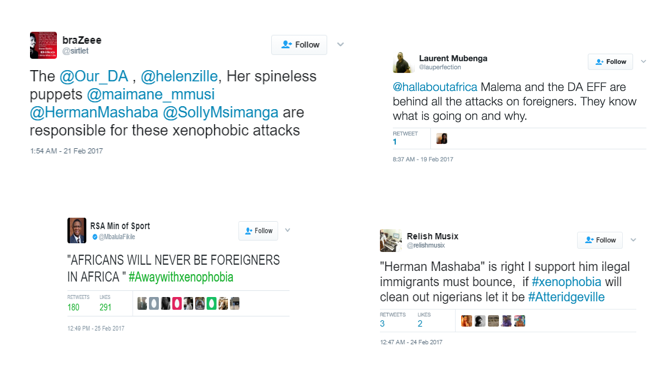 braZeee
@sirtlet
Follow
The @Our_DA , @helenzille, Her spineless
puppets @maimane_mmusi
@HermanMashaba @SollyMsimanga are
responsible for these xenophobic attacks
1:54 AM - 21 Feb 2017
Laurent Mubenga
@lauperfection
Follow
@hallaboutafrica Malema and the DA EFF are
behind all the attacks on foreigners. They know
what is going on and why.
RETWEET
1
8:37 AM - 19 Feb 2017
RSA Min of Sport
@MbalulaFikile
Follow
"AFRICANS WILL NEVER BE FOREIGNERS
IN AFRICA " #Awaywithxenophobia
RETWEETS LIKES
180 291
12:49 PM - 25 Feb 2017
Relish Musix
@relishmusix
Follow
"Herman Mashaba" is right I support him ilegal
immigrants must bounce, if #xenophobia will
clean out nigerians let it be #Atteridgeville
RETWEETS LIKES
3 2
12:47 AM - 24 Feb 2017